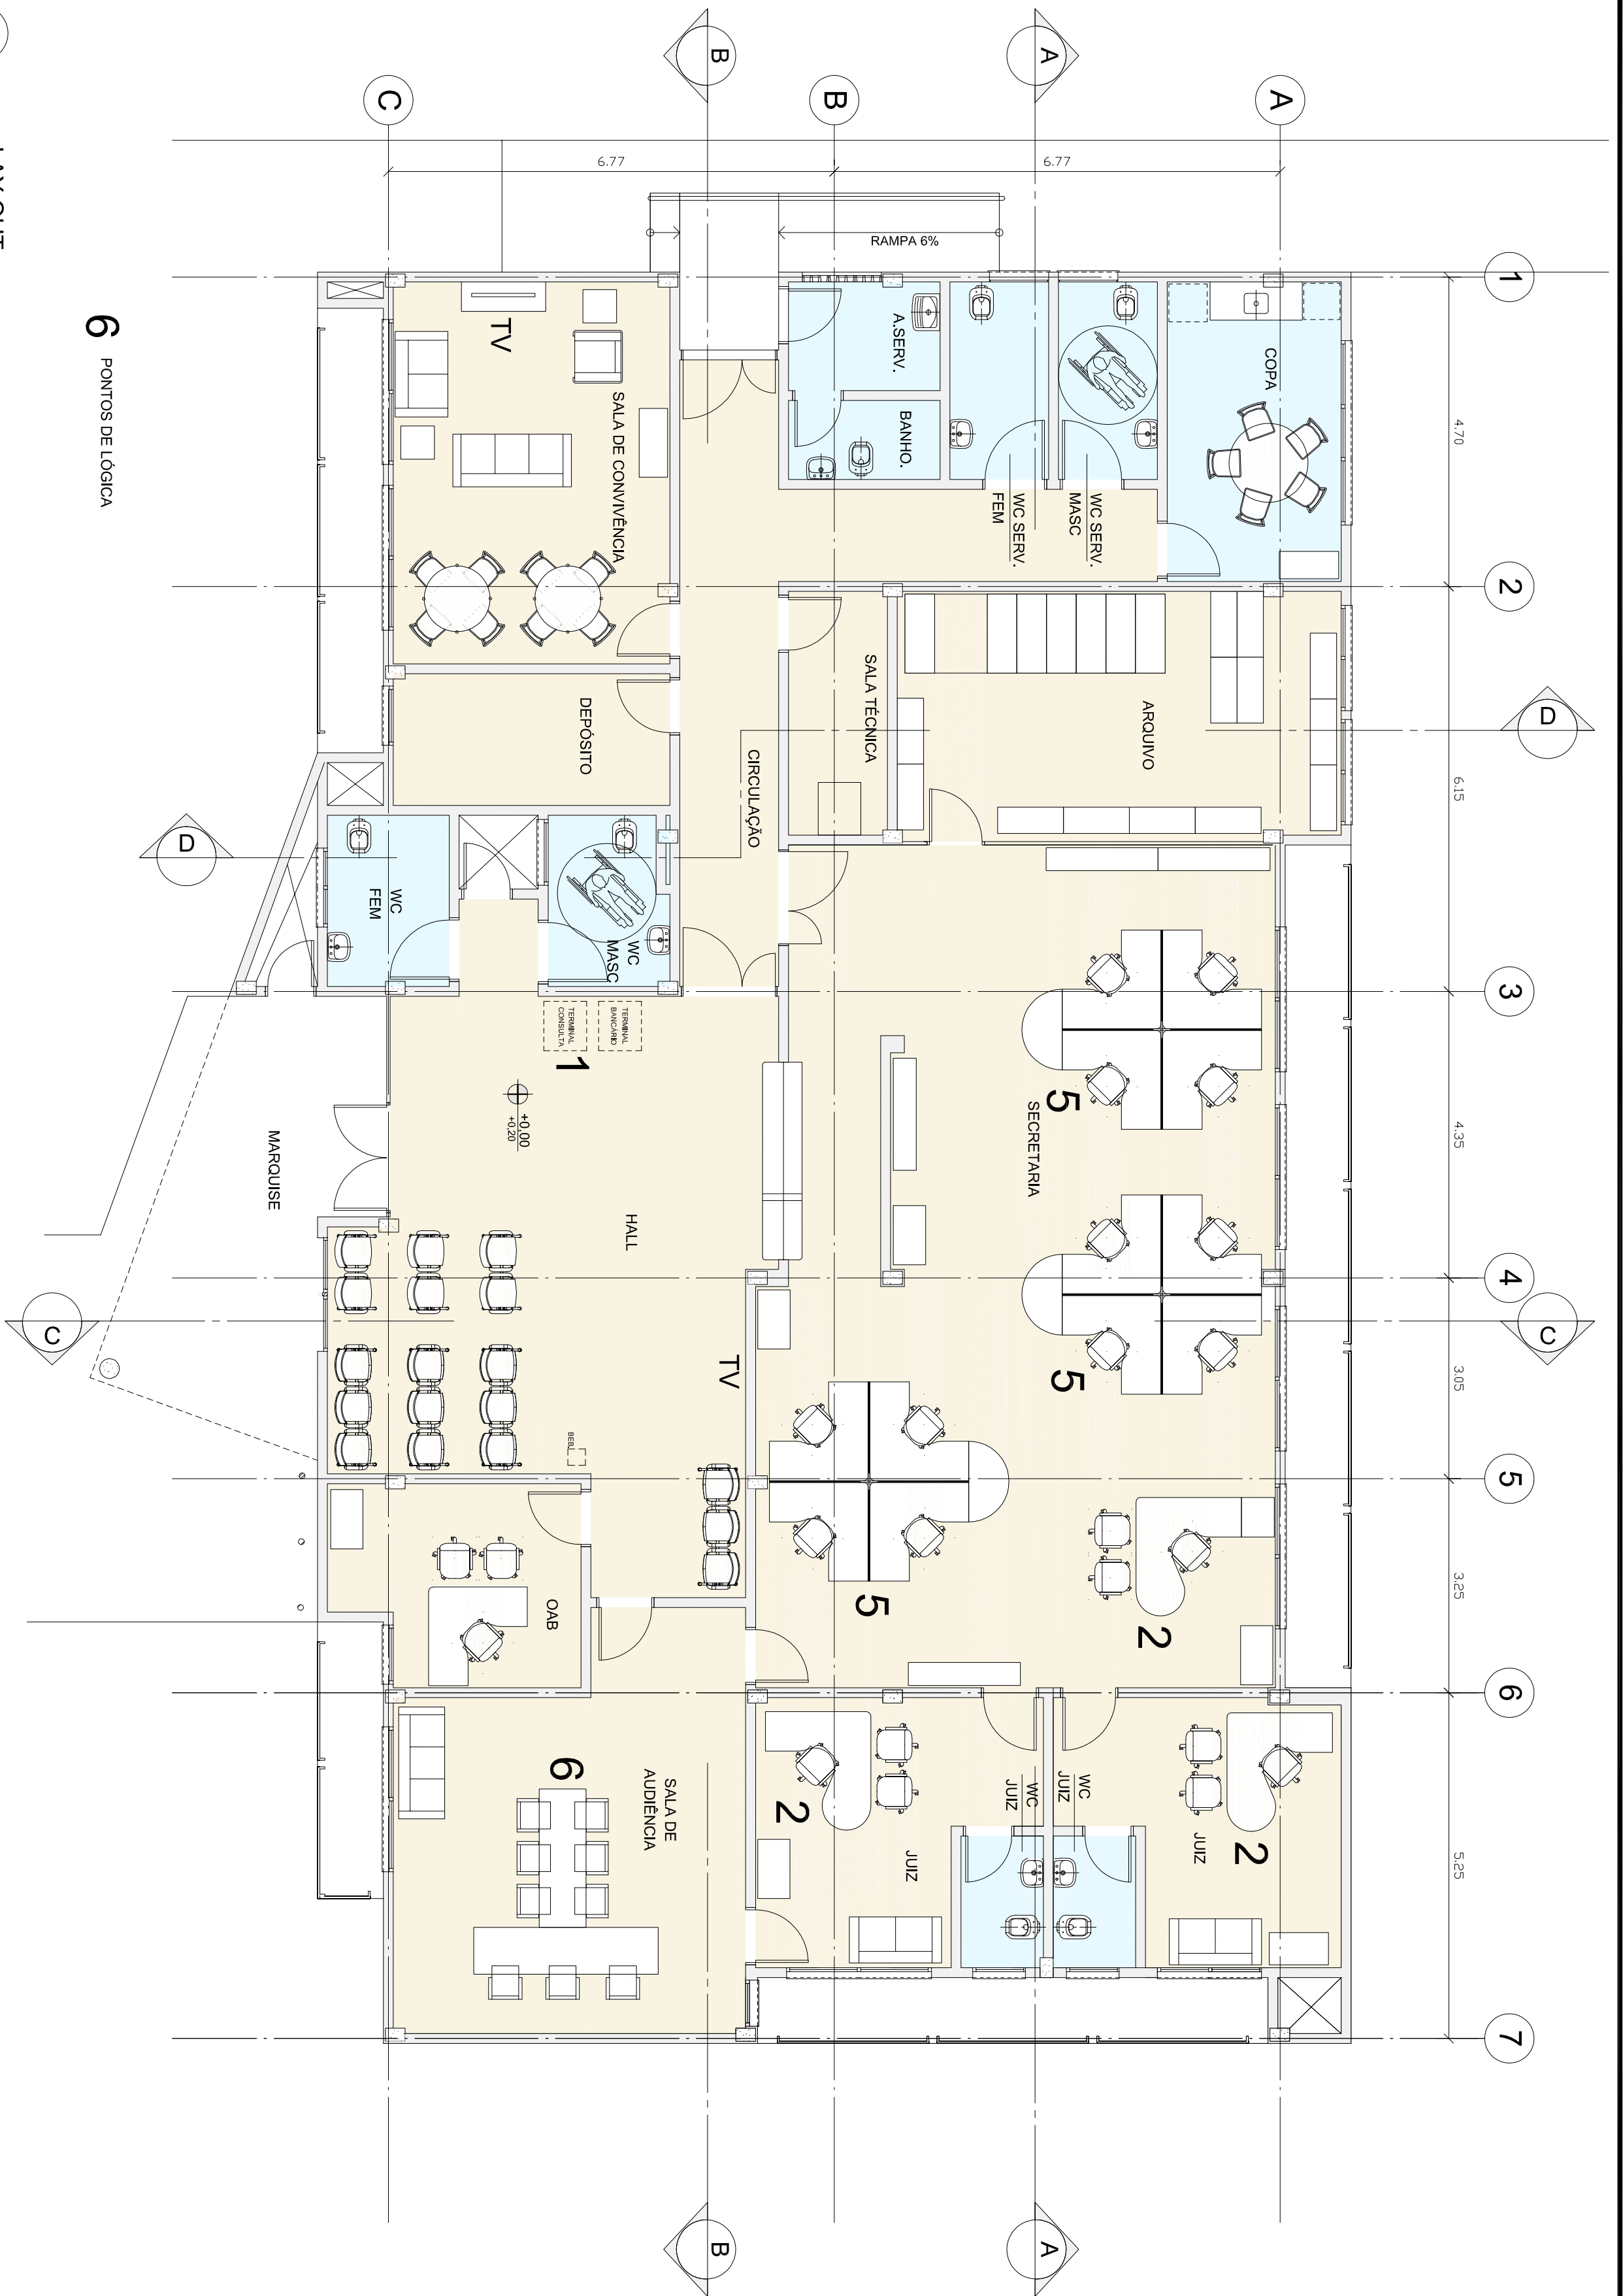 1
2
3
4
5
6
7
D
C
4.70
6.15
4.35
3.05
3.25
5.25
A
A
6.77
B
B
6.77
C
A
B
COPA
WC SERV.
MASC
WC SERV.
FEM
RAMPA 6%
A.SERV.
BANHO.
ARQUIVO
SALA TÉCNICA
SECRETARIA
5
5
5
2
JUIZ
2
WC
JUIZ
WC
JUIZ
JUIZ
2
CIRCULAÇÃO
SALA DE CONVIVÊNCIA
TV
DEPÓSITO
WC
MASC
WC
FEM
TERMINAL
BANCÁRIO
TERMINAL
CONSULTA
1
+0,00
+0,20
HALL
TV
BEB.
OAB
SALA DE
AUDIÊNCIA
6
MARQUISE
D
C
6 PONTOS DE LÓGICA